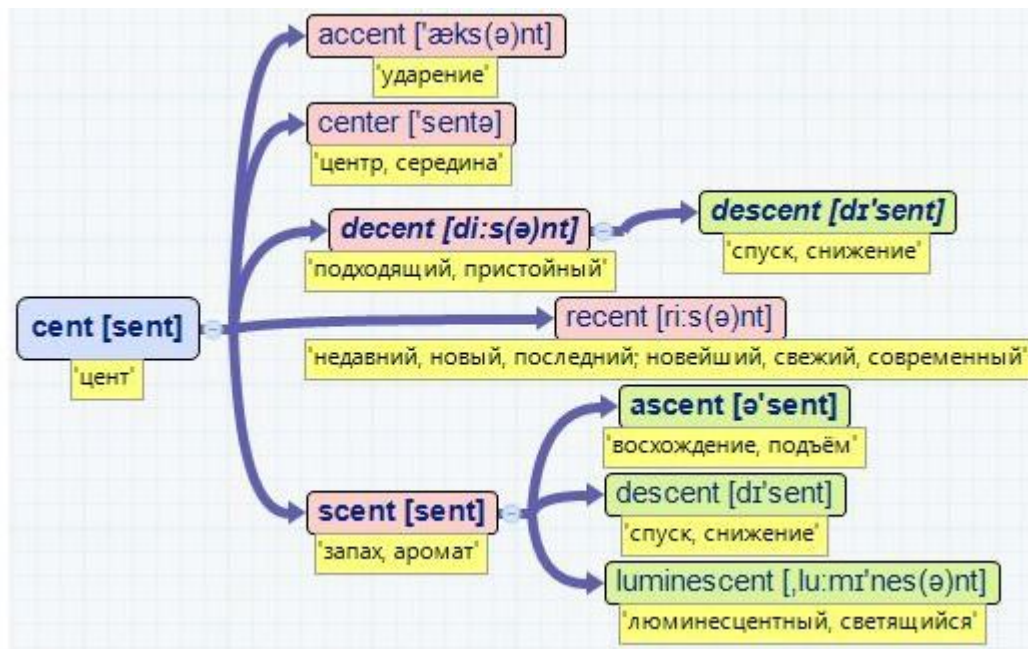 accent ['æks(ə)nt]
'ударение'
center ['sentə]
'центр, середина'
decent [di:s(ə)nt]
'подходящий, пристойный'
descent [dɪ'sent]
'спуск, снижение'
cent [sent]
'цент'
recent [ri:s(ə)nt]
'недавний, новый, последний; новейший, свежий, современный'
scent [sent]
'запах, аромат'
ascent [ə'sent]
'восхождение, подъём'
descent [dɪ'sent]
'спуск, снижение'
luminescent [ˌlu:mɪ'nes(ə)nt]
'люминесцентный, светящийся'